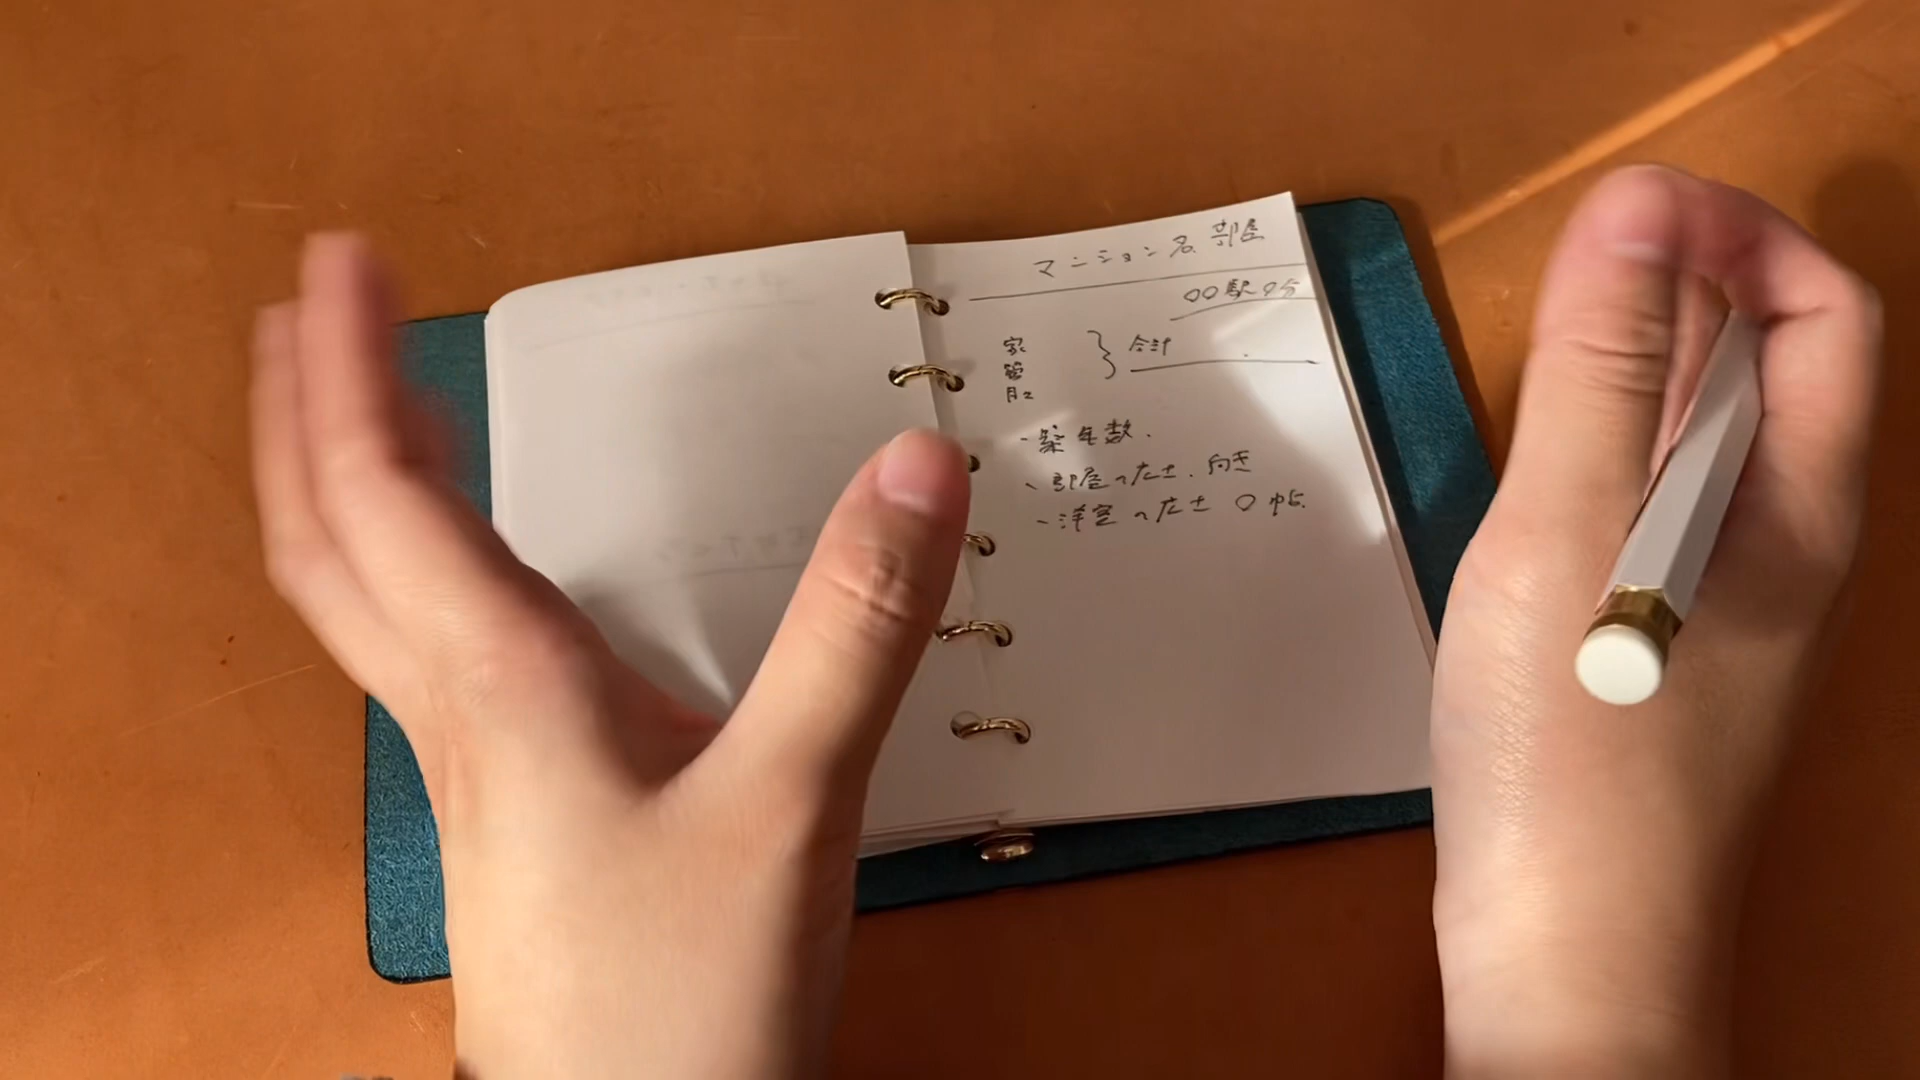 マンション名 部屋
〇〇駅〇分
家
管 合計
・築年数.
、部屋の広さ、向き
・洋室の広さ 〇帖